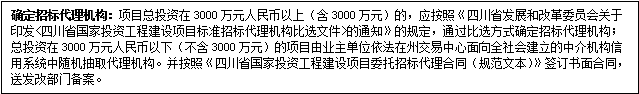 确定招标代理机构：项目总投资在3000万元人民币以上（含3000万元）的，应按照《四川省发展和改革委员会关于
印发<四川省国家投资工程建设项目标准招标代理机构比选文件>的通知》的规定，通过比选方式确定招标代理机构；
总投资在3000万元人民币以下（不含3000万元）的项目由业主单位依法在州交易中心面向全社会建立的中介机构信
用系统中随机抽取代理机构。并按照《四川省国家投资工程建设项目委托招标代理合同（规范文本）》签订书面合同，
送发改部门备案。